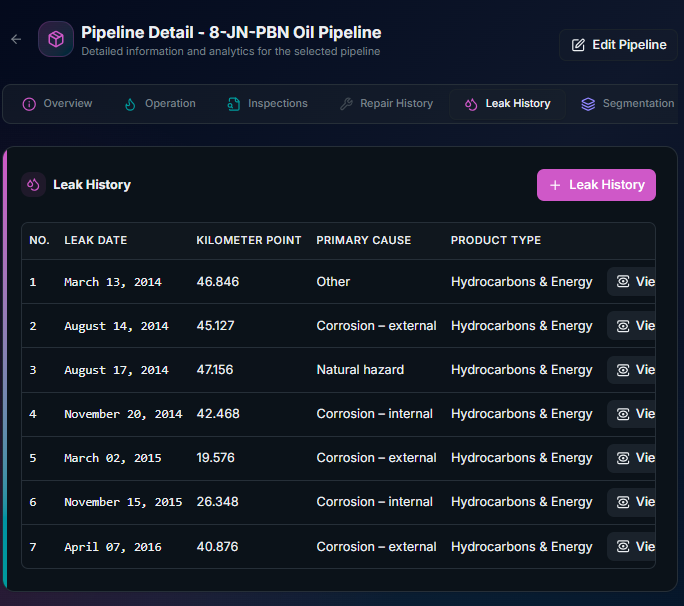 Pipeline Detail - 8-JN-PBN Oil Pipeline
Detailed information and analytics for the selected pipeline
Edit Pipeline
Overview Operation Inspections Repair History Leak History Segmentation
Leak History
+ Leak History
NO. LEAK DATE KILOMETER POINT PRIMARY CAUSE PRODUCT TYPE
1 March 13, 2014 46.846 Other Hydrocarbons & Energy Vie
2 August 14, 2014 45.127 Corrosion – external Hydrocarbons & Energy Vie
3 August 17, 2014 47.156 Natural hazard Hydrocarbons & Energy Vie
4 November 20, 2014 42.468 Corrosion – internal Hydrocarbons & Energy Vie
5 March 02, 2015 19.576 Corrosion – external Hydrocarbons & Energy Vie
6 November 15, 2015 26.348 Corrosion – internal Hydrocarbons & Energy Vie
7 April 07, 2016 40.876 Corrosion – external Hydrocarbons & Energy Vie